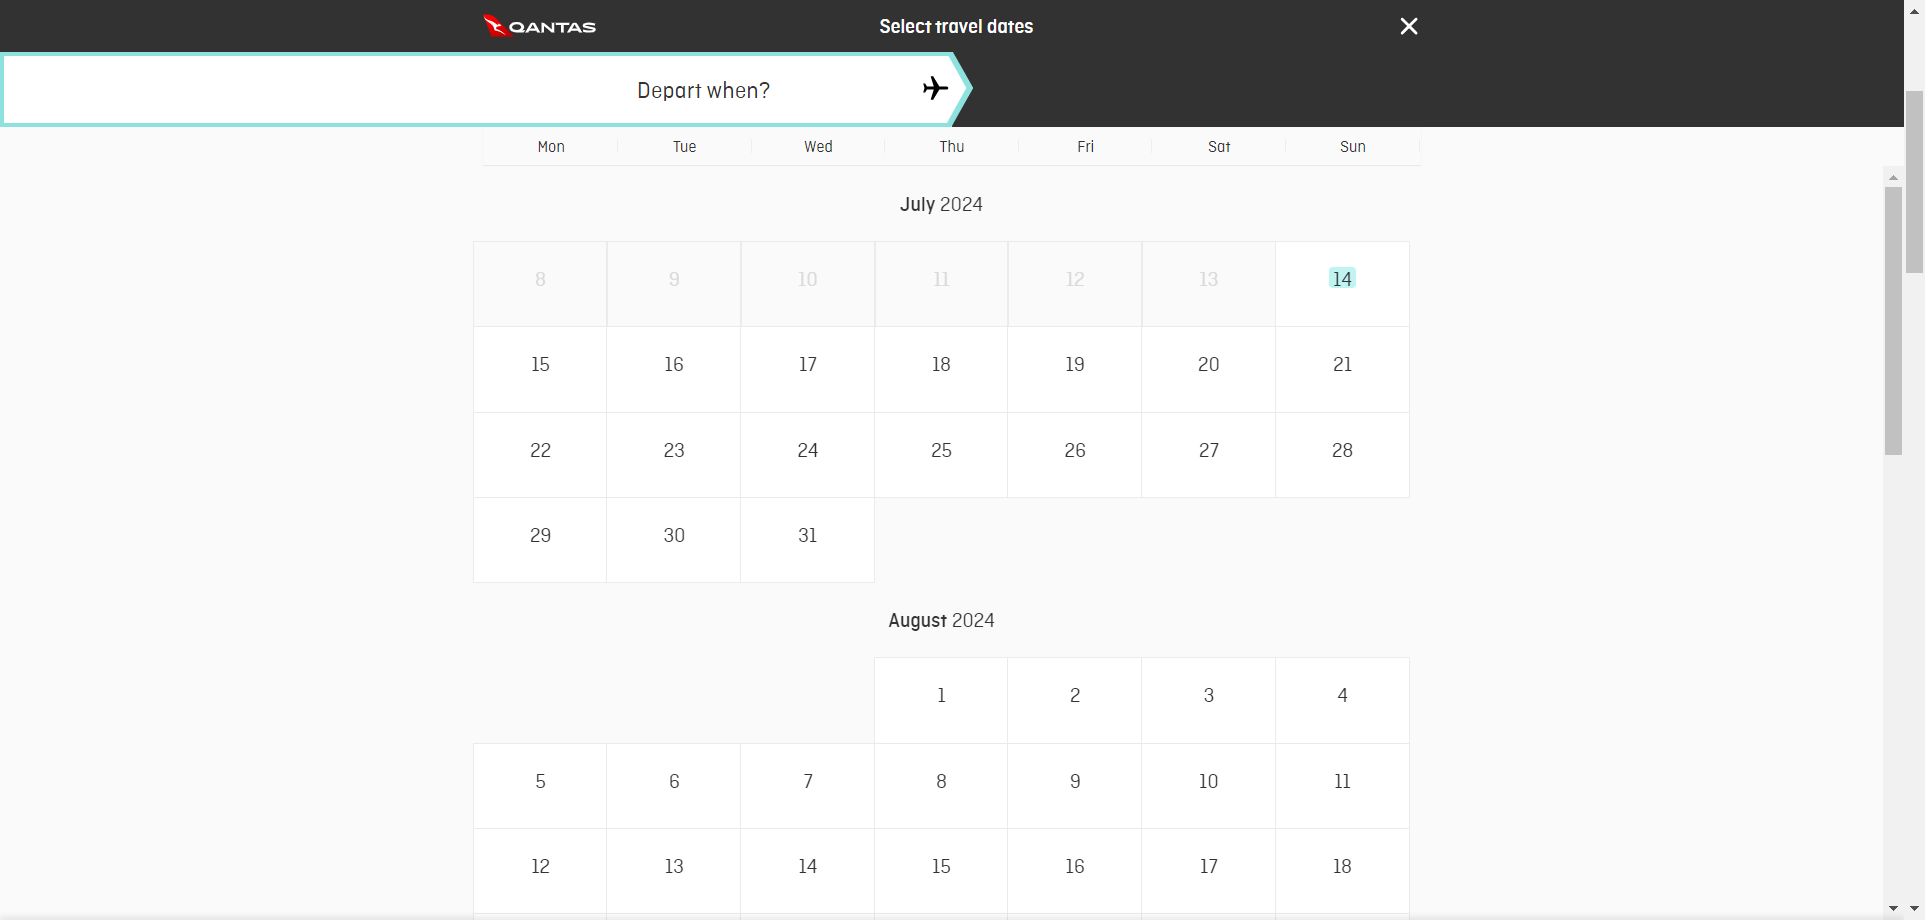 QANTAS
Select travel dates
Depart when?
Mon Tue Wed Thu Fri Sat Sun
July 2024
8 9 10 11 12 13 14
15 16 17 18 19 20 21
22 23 24 25 26 27 28
29 30 31
August 2024
1 2 3 4
5 6 7 8 9 10 11
12 13 14 15 16 17 18